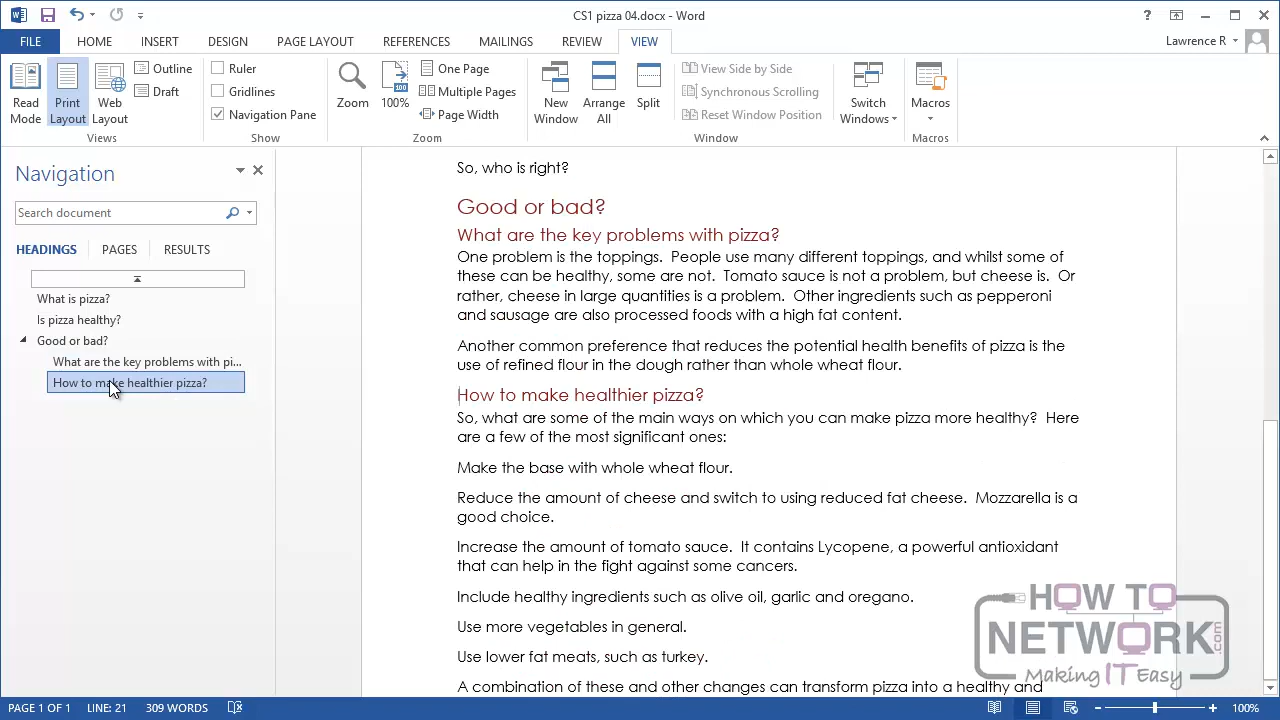 CS1 pizza 04.docx - Word
FILE HOME INSERT DESIGN PAGE LAYOUT REFERENCES MAILINGS REVIEW VIEW Lawrence R
Read Mode
Print Layout
Web Layout
Outline
Draft
Views
Ruler
Gridlines
Navigation Pane
Show
Zoom
100
100%
One Page
Multiple Pages
Page Width
Zoom
New Window
Arrange All
Split
View Side by Side
Synchronous Scrolling
Reset Window Position
Window
Switch Windows
Macros
Macros
Navigation
Search document
HEADINGS PAGES RESULTS
What is pizza?
Is pizza healthy?
Good or bad?
What are the key problems with pi...
How to make healthier pizza?
So, who is right?
Good or bad?
What are the key problems with pizza?
One problem is the toppings. People use many different toppings, and whilst some of
these can be healthy, some are not. Tomato sauce is not a problem, but cheese is. Or
rather, cheese in large quantities is a problem. Other ingredients such as pepperoni
and sausage are also processed foods with a high fat content.
Another common preference that reduces the potential health benefits of pizza is the
use of refined flour in the dough rather than whole wheat flour.
How to make healthier pizza?
So, what are some of the main ways on which you can make pizza more healthy? Here
are a few of the most significant ones:
Make the base with whole wheat flour.
Reduce the amount of cheese and switch to using reduced fat cheese. Mozzarella is a
good choice.
Increase the amount of tomato sauce. It contains Lycopene, a powerful antioxidant
that can help in the fight against some cancers.
Include healthy ingredients such as olive oil, garlic and oregano.
Use more vegetables in general.
Use lower fat meats, such as turkey.
A combination of these and other changes can transform pizza into a healthy and
HOW TO
NETWORK.com
Making IT Easy
PAGE 1 OF 1 LINE: 21 309 WORDS 100%